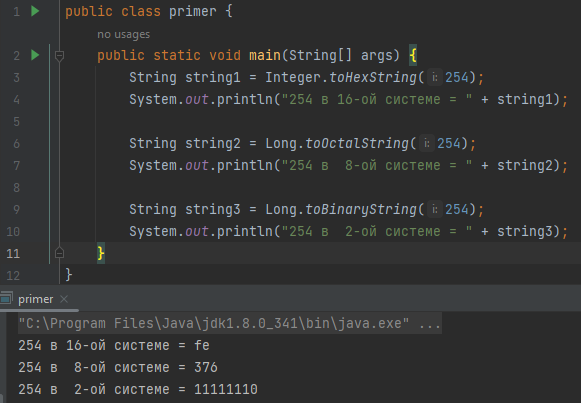 1 public class primer {
no usages
2 public static void main(String[] args) {
3 String string1 = Integer.toHexString( i: 254);
4 System.out.println("254 в 16-ой системе = " + string1);
5
6 String string2 = Long.toOctalString( i: 254);
7 System.out.println("254 в  8-ой системе = " + string2);
8
9 String string3 = Long.toBinaryString( i: 254);
10 System.out.println("254 в  2-ой системе = " + string3);
11 }
12 }
primer ×
"C:\Program Files\Java\jdk1.8.0_341\bin\java.exe" ...
254 в 16-ой системе = fe
254 в  8-ой системе = 376
254 в  2-ой системе = 11111110